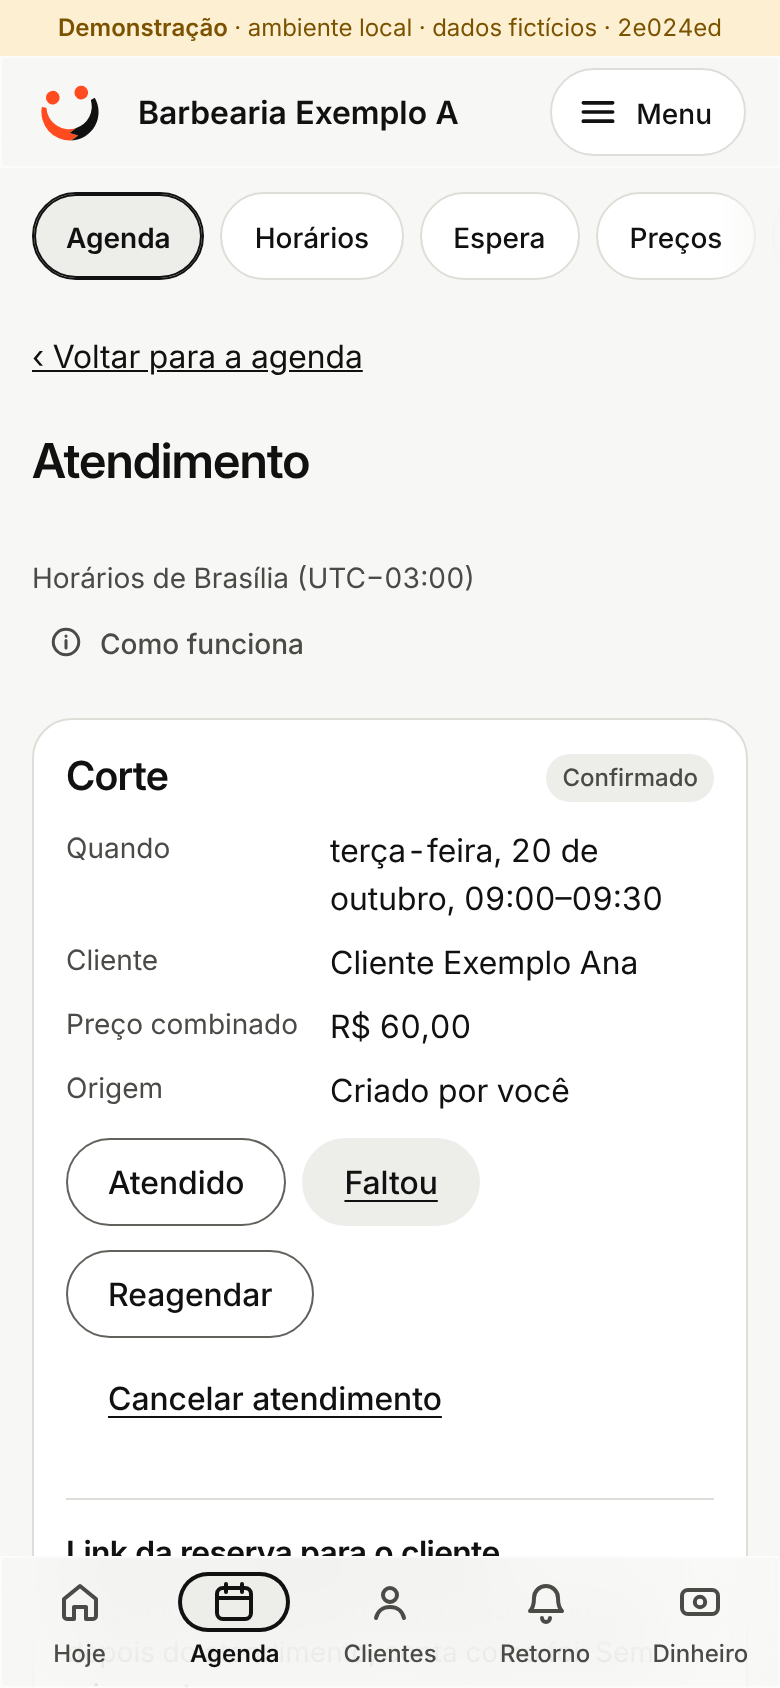 Demonstração · ambiente local · dados fictícios · 2e024ed
Barbearia Exemplo A
Menu
Agenda
Horários
Espera
Preços
‹ Voltar para a agenda
Atendimento
Horários de Brasília (UTC−03:00)
Como funciona
Corte
Confirmado
Quando
terça-feira, 20 de
outubro, 09:00–09:30
Cliente
Cliente Exemplo Ana
Preço combinado
R$ 60,00
Origem
Criado por você
Atendido
Faltou
Reagendar
Cancelar atendimento
Link da reserva para o cliente
Hoje
Agenda
Clientes
Retorno
Dinheiro